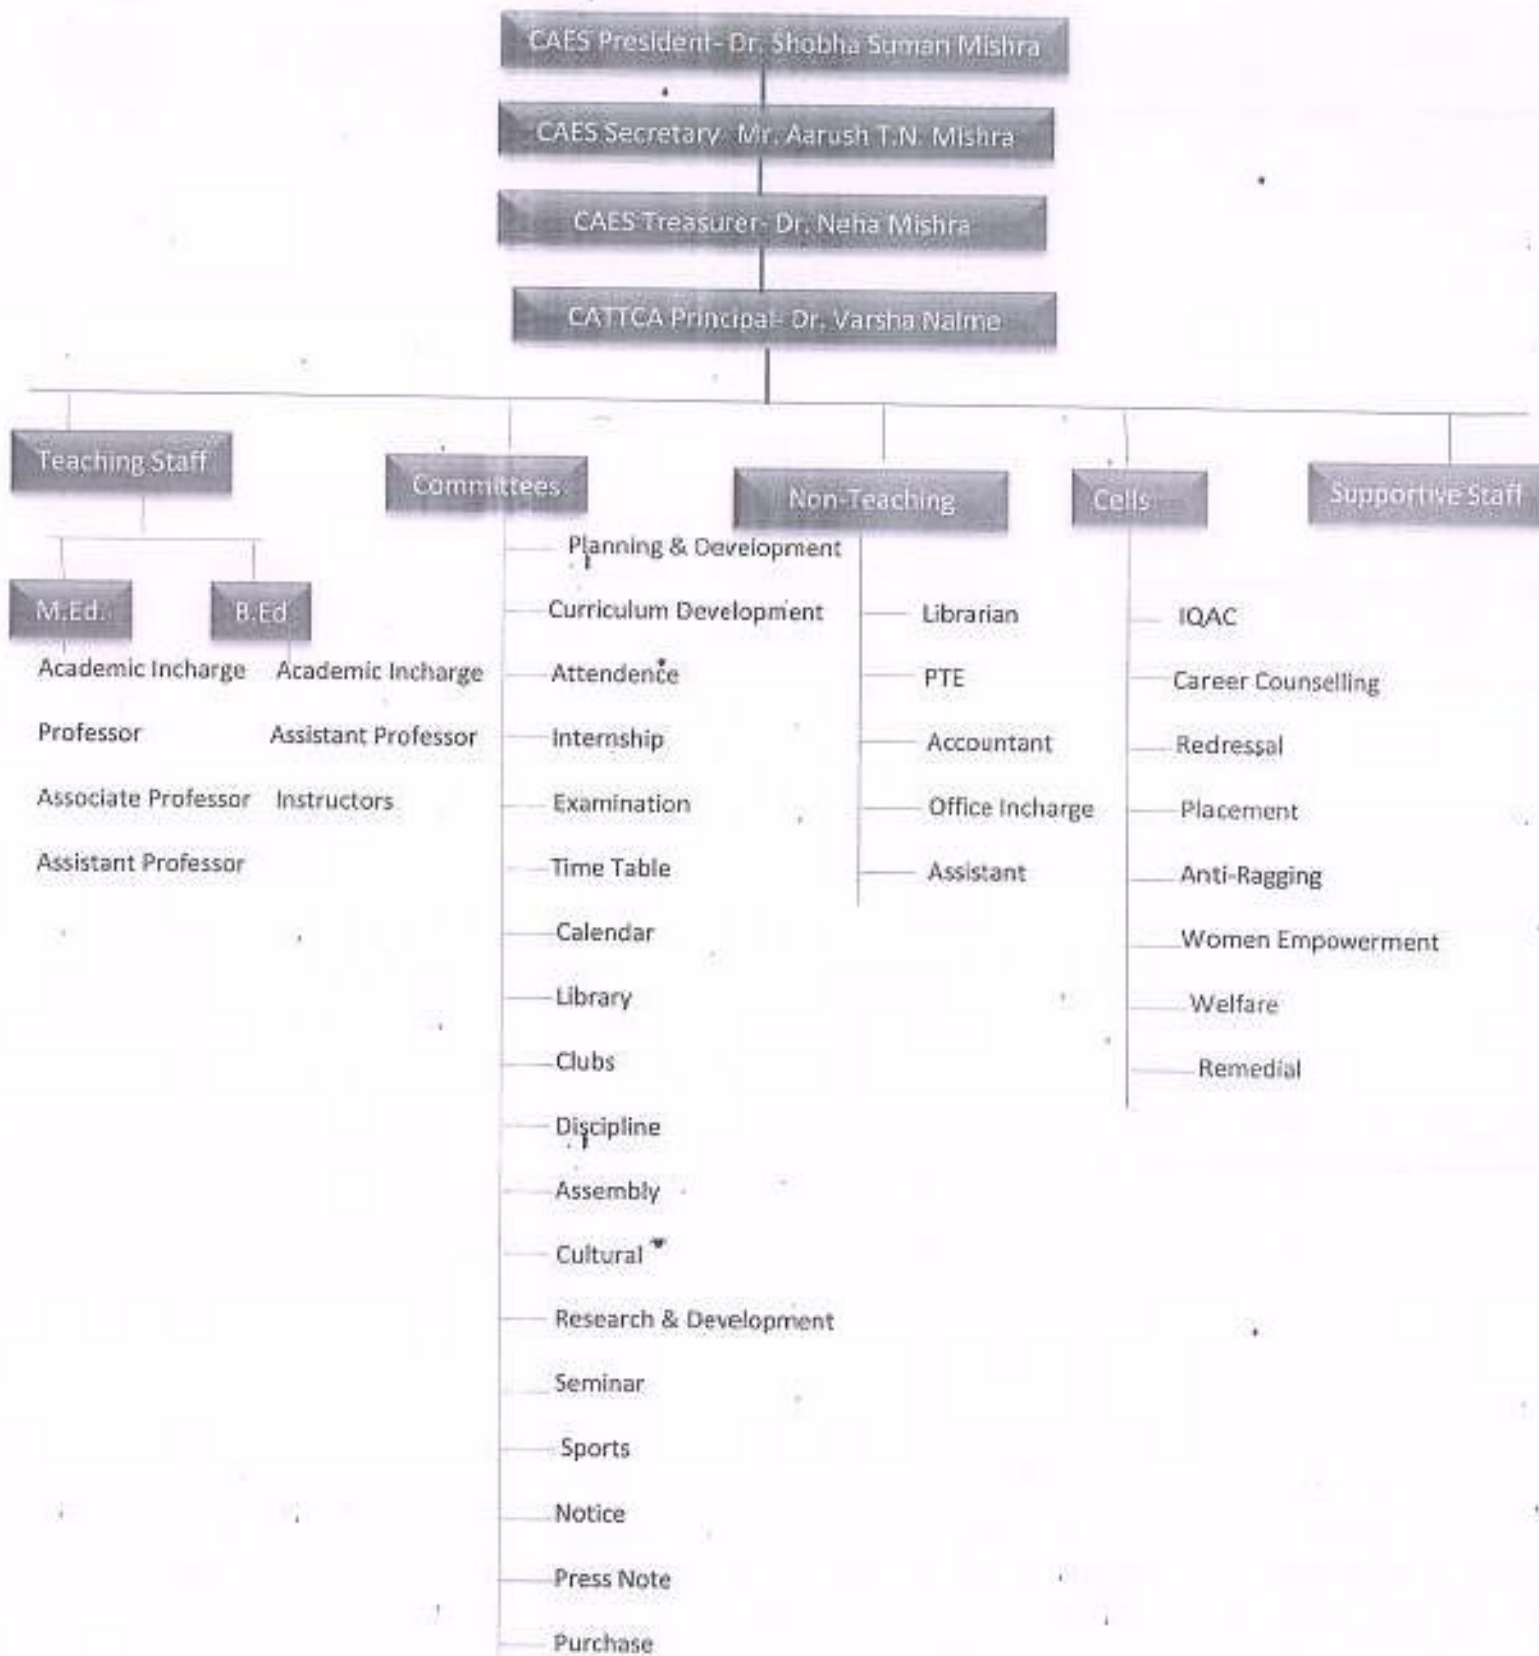 CAES President- Dr. Shobha Suman Mishra
CAES Secretary Mr. Aarush T.N. Mishra
CAES Treasurer- Dr. Neha Mishra
CATTCA Principal- Dr. Varsha Nalme
Teaching Staff
M.Ed.
Academic Incharge
Professor
Associate Professor
Assistant Professor
B.Ed
Academic Incharge
Assistant Professor
Instructors
Committees
Planning & Development
Curriculum Development
Attendence
Internship
Examination
Time Table
Calendar
Library
Clubs
Discipline
Assembly
Cultural
Research & Development
Seminar
Sports
Notice
Press Note
Purchase
Non-Teaching
Librarian
PTE
Accountant
Office Incharge
Assistant
Cells
IQAC
Career Counselling
Redressal
Placement
Anti-Ragging
Women Empowerment
Welfare
Remedial
Supportive Staff